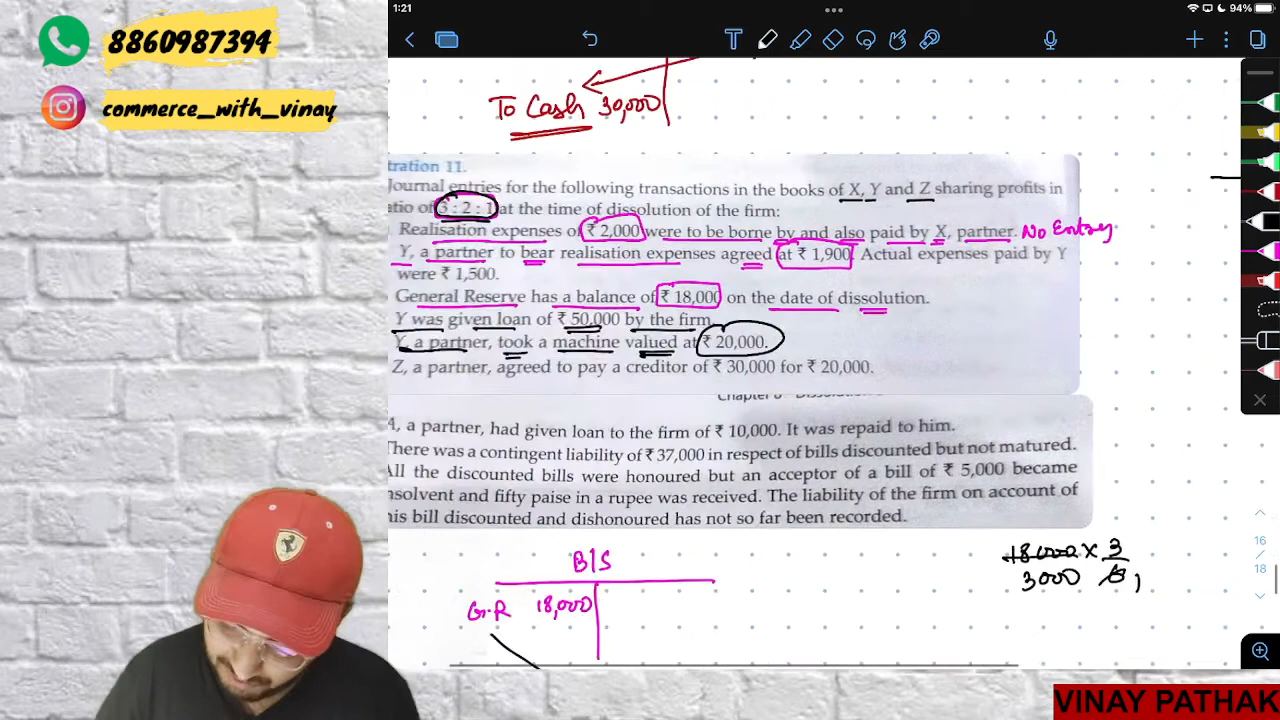 8860987394
commerce_with_vinay
1:21
94%
To Cash 30,000
tration 11.
Journal entries for the following transactions in the books of X, Y and Z sharing profits in
atio of 3 : 2 : 1 at the time of dissolution of the firm:
Realisation expenses of ₹ 2,000 were to be borne by and also paid by X, partner. No Entry
Y, a partner to bear realisation expenses agreed at ₹ 1,900. Actual expenses paid by Y
were ₹ 1,500.
General Reserve has a balance of ₹ 18,000 on the date of dissolution.
Y was given loan of ₹ 50,000 by the firm.
Y, a partner, took a machine valued at ₹ 20,000.
Z, a partner, agreed to pay a creditor of ₹ 30,000 for ₹ 20,000.
A, a partner, had given loan to the firm of ₹ 10,000. It was repaid to him.
There was a contingent liability of ₹ 37,000 in respect of bills discounted but not matured.
All the discounted bills were honoured but an acceptor of a bill of ₹ 5,000 became
nsolvent and fifty paise in a rupee was received. The liability of the firm on account of
his bill discounted and dishonoured has not so far been recorded.
B/S
G.R 18,000
18000 × 3
3000 6 1
16
18
VINAY PATHAK